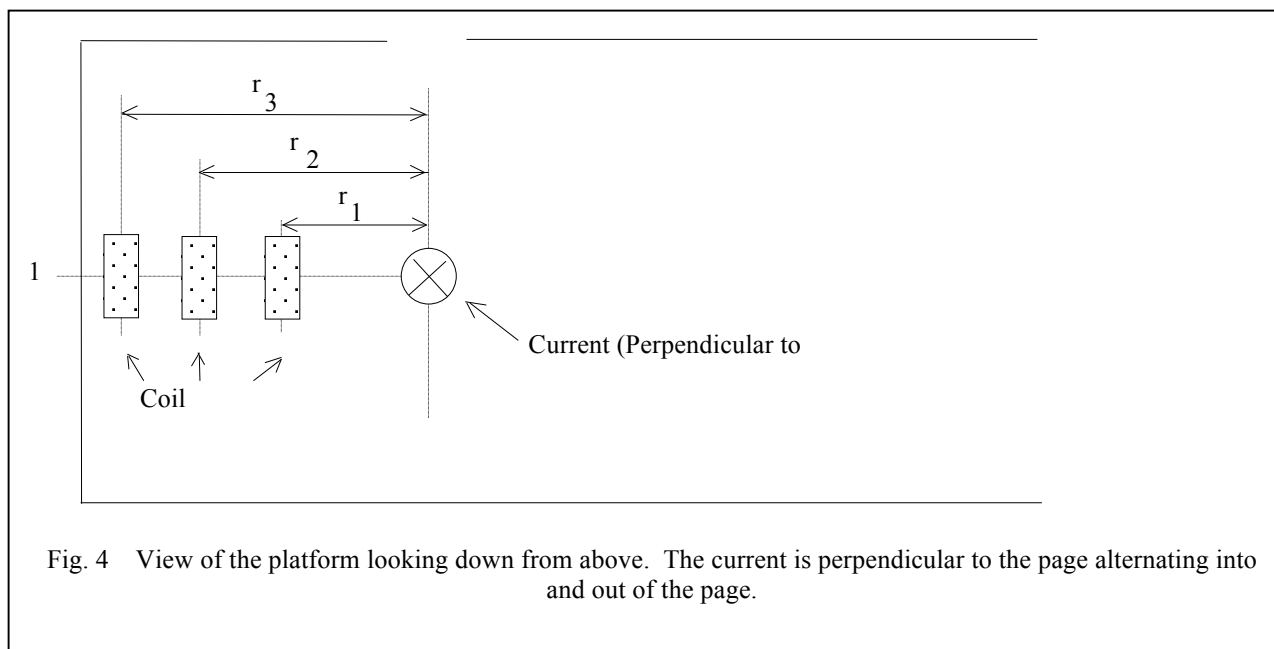 r 3
r 2
r 1
1
Current (Perpendicular to
Coil
Fig. 4 View of the platform looking down from above. The current is perpendicular to the page alternating into
and out of the page.